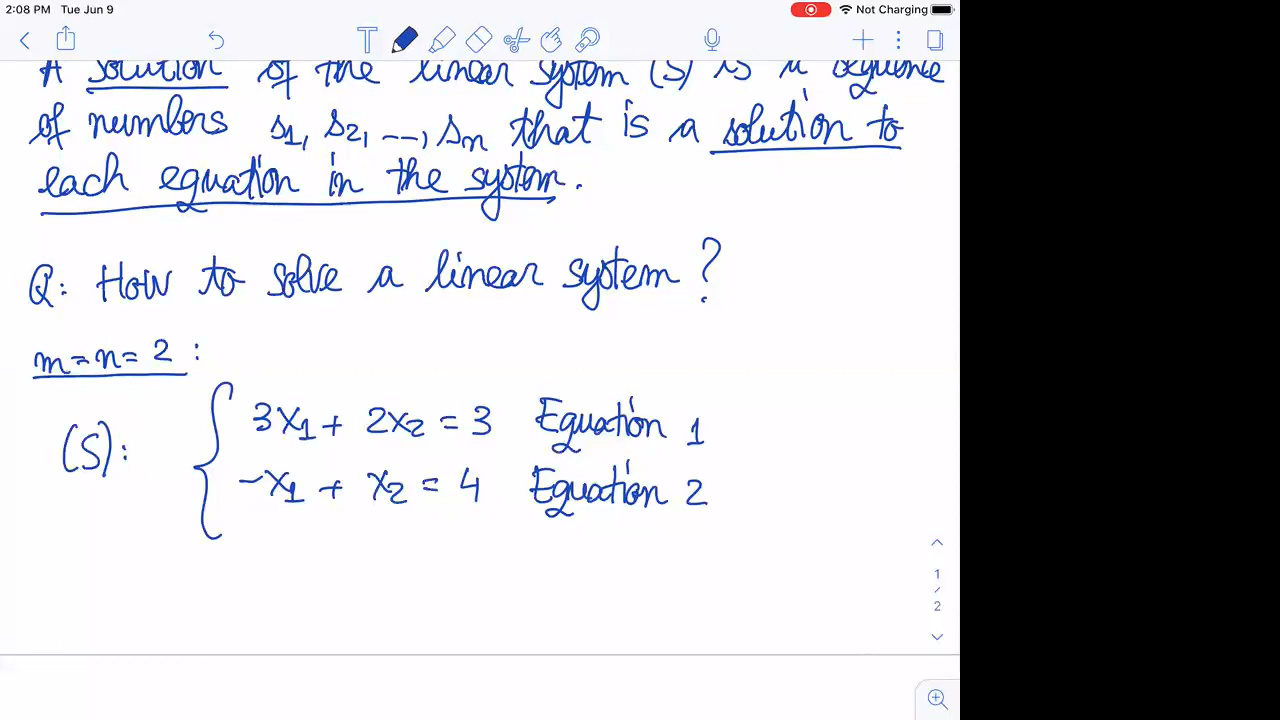 2:08 PM Tue Jun 9
Not Charging
T
A solution of the linear system (S) is a sequence
of numbers s1, s2, ---, sn that is a solution to
each equation in the system.
Q: How to solve a linear system?
m=n=2:
(S): 3x1 + 2x2 = 3 Equation 1
-x1 + x2 = 4 Equation 2
1
/
2